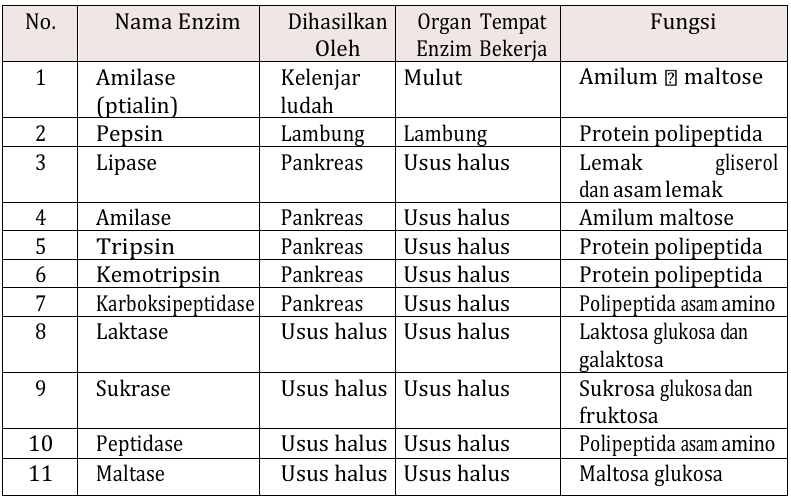 No. Nama Enzim Dihasilkan Oleh Organ Tempat Enzim Bekerja Fungsi
1 Amilase (ptialin) Kelenjar ludah Mulut Amilum ⍰ maltose
2 Pepsin Lambung Lambung Protein polipeptida
3 Lipase Pankreas Usus halus Lemak gliserol dan asam lemak
4 Amilase Pankreas Usus halus Amilum maltose
5 Tripsin Pankreas Usus halus Protein polipeptida
6 Kemotripsin Pankreas Usus halus Protein polipeptida
7 Karboksipeptidase Pankreas Usus halus Polipeptida asam amino
8 Laktase Usus halus Usus halus Laktosa glukosa dan galaktosa
9 Sukrase Usus halus Usus halus Sukrosa glukosa dan fruktosa
10 Peptidase Usus halus Usus halus Polipeptida asam amino
11 Maltase Usus halus Usus halus Maltosa glukosa